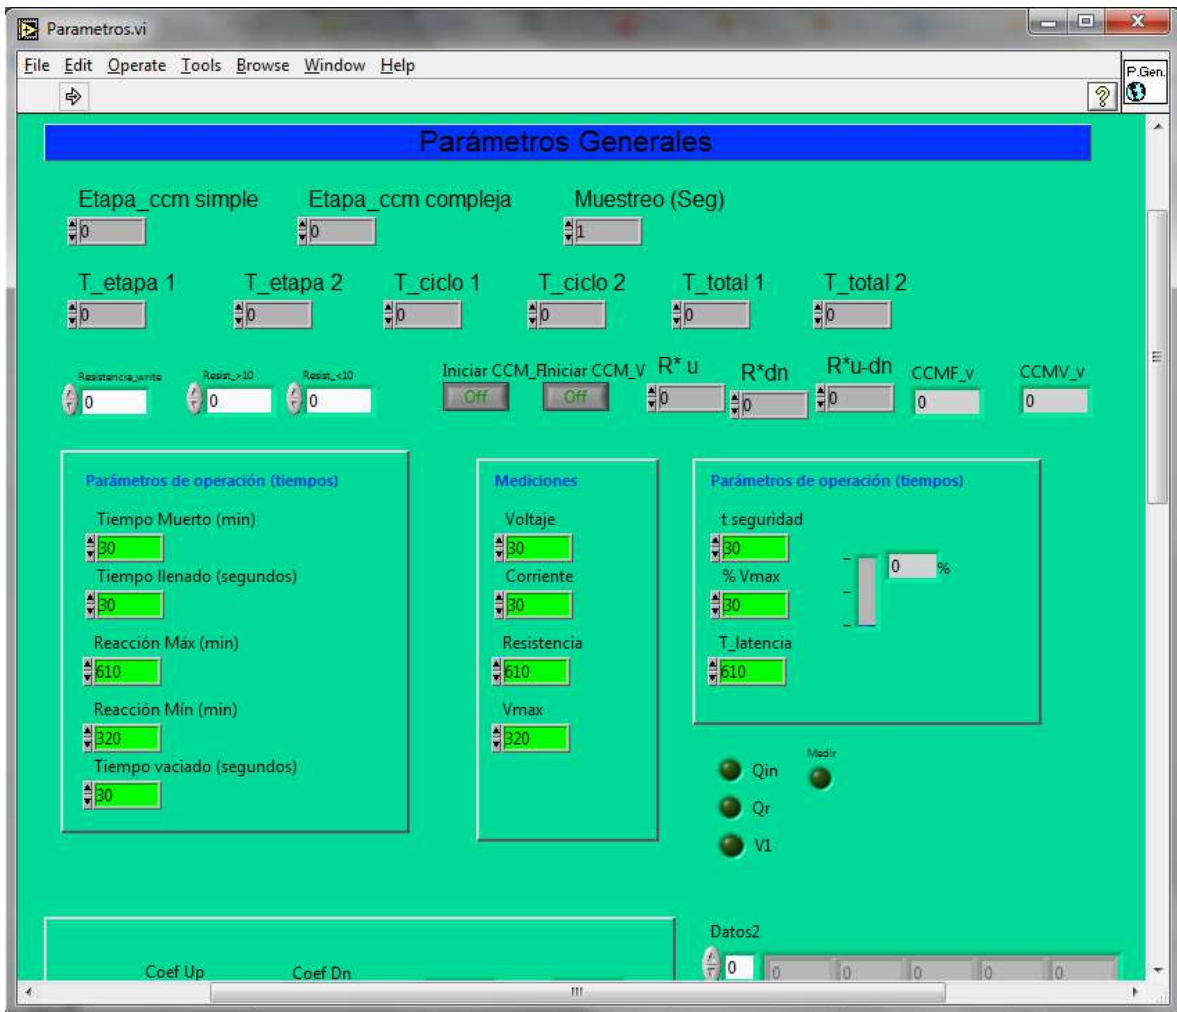 Parametros.vi
File Edit Operate Tools Browse Window Help
P.Gen.
?
Parámetros Generales
Etapa_ccm simple Etapa_ccm compleja Muestreo (Seg)
0 0 1
T_etapa 1 T_etapa 2 T_ciclo 1 T_ciclo 2 T_total 1 T_total 2
0 0 0 0 0 0
Resistencia_write Resist_>10 Resist_<10 Iniciar CCM_F Iniciar CCM_V R* u R*dn R*u-dn CCMF_v CCMV_v
0 0 0 Off Off 0 0 0 0 0
Parámetros de operación (tiempos)
Tiempo Muerto (min)
30
Tiempo llenado (segundos)
30
Reacción Máx (min)
610
Reacción Mín (min)
320
Tiempo vaciado (segundos)
30
Mediciones
Voltaje
30
Corriente
30
Resistencia
610
Vmax
320
Parámetros de operación (tiempos)
t seguridad
30
0 %
% Vmax
30
T_latencia
610
Medir
Qin
Qr
V1
Coef Up Coef Dn
Datos2
0 0 0 0 0 0